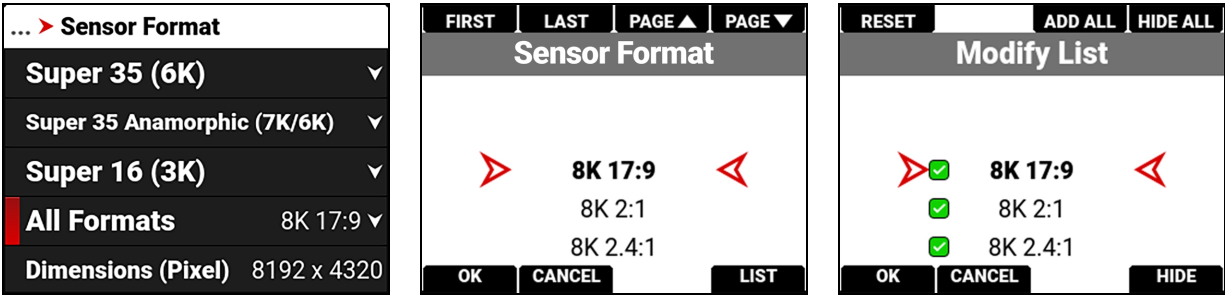 ... Sensor Format
Super 35 (6K)
Super 35 Anamorphic (7K/6K)
Super 16 (3K)
All Formats 8K 17:9
Dimensions (Pixel) 8192 x 4320
FIRST LAST PAGE▲ PAGE▼
Sensor Format
8K 17:9
8K 2:1
8K 2.4:1
OK CANCEL LIST
RESET ADD ALL HIDE ALL
Modify List
8K 17:9
8K 2:1
8K 2.4:1
OK CANCEL HIDE